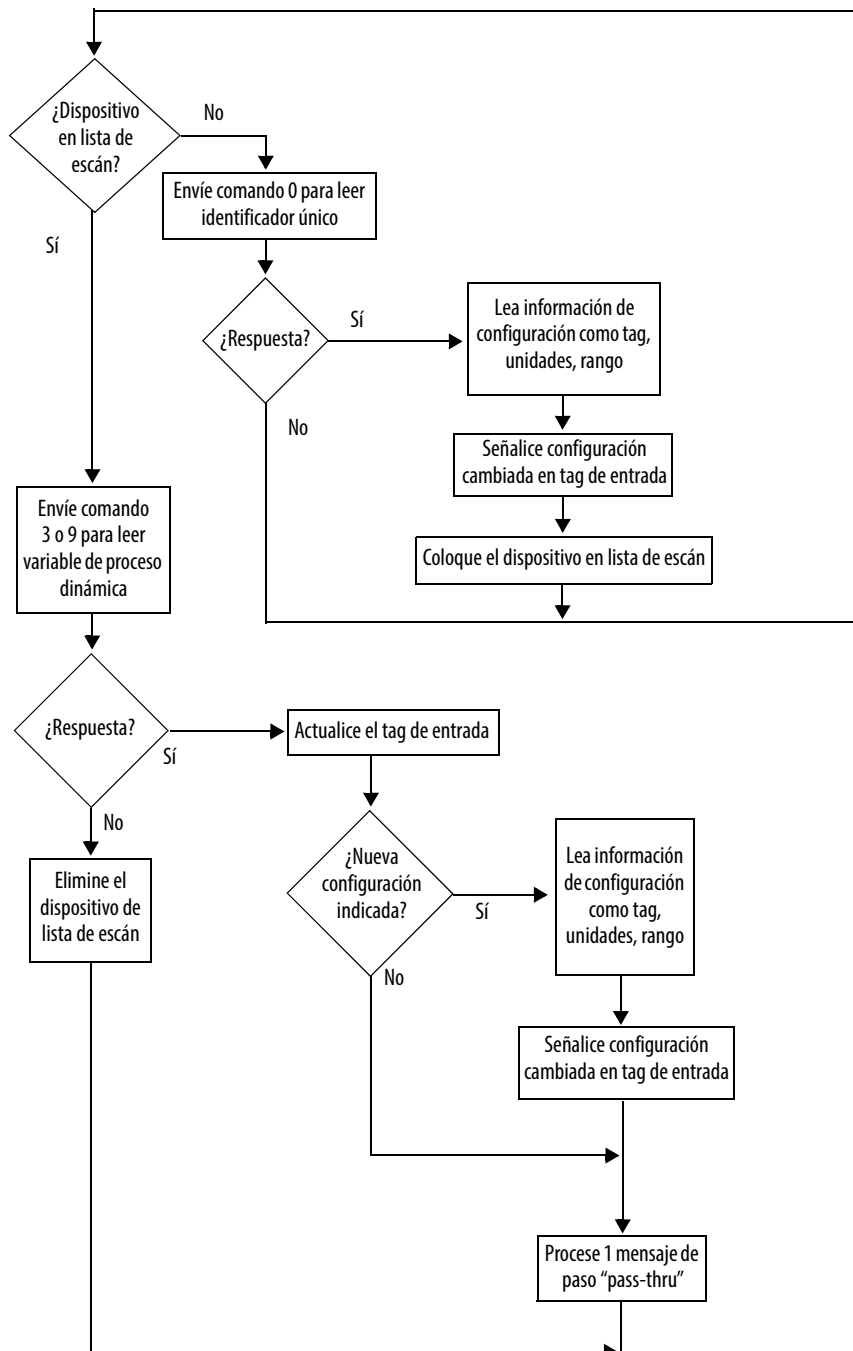 ¿Dispositivo
en lista de
escán?
No
Sí
Envíe comando 0 para leer
identificador único
¿Respuesta?
Sí
No
Lea información de
configuración como tag,
unidades, rango
Señalice configuración
cambiada en tag de entrada
Coloque el dispositivo en lista de escán
Envíe comando
3 o 9 para leer
variable de proceso
dinámica
¿Respuesta?
Sí
No
Actualice el tag de entrada
Elimine el
dispositivo de
lista de escán
¿Nueva
configuración
indicada?
Sí
No
Lea información
de configuración
como tag,
unidades, rango
Señalice configuración
cambiada en tag de entrada
Procese 1 mensaje de
paso “pass-thru”